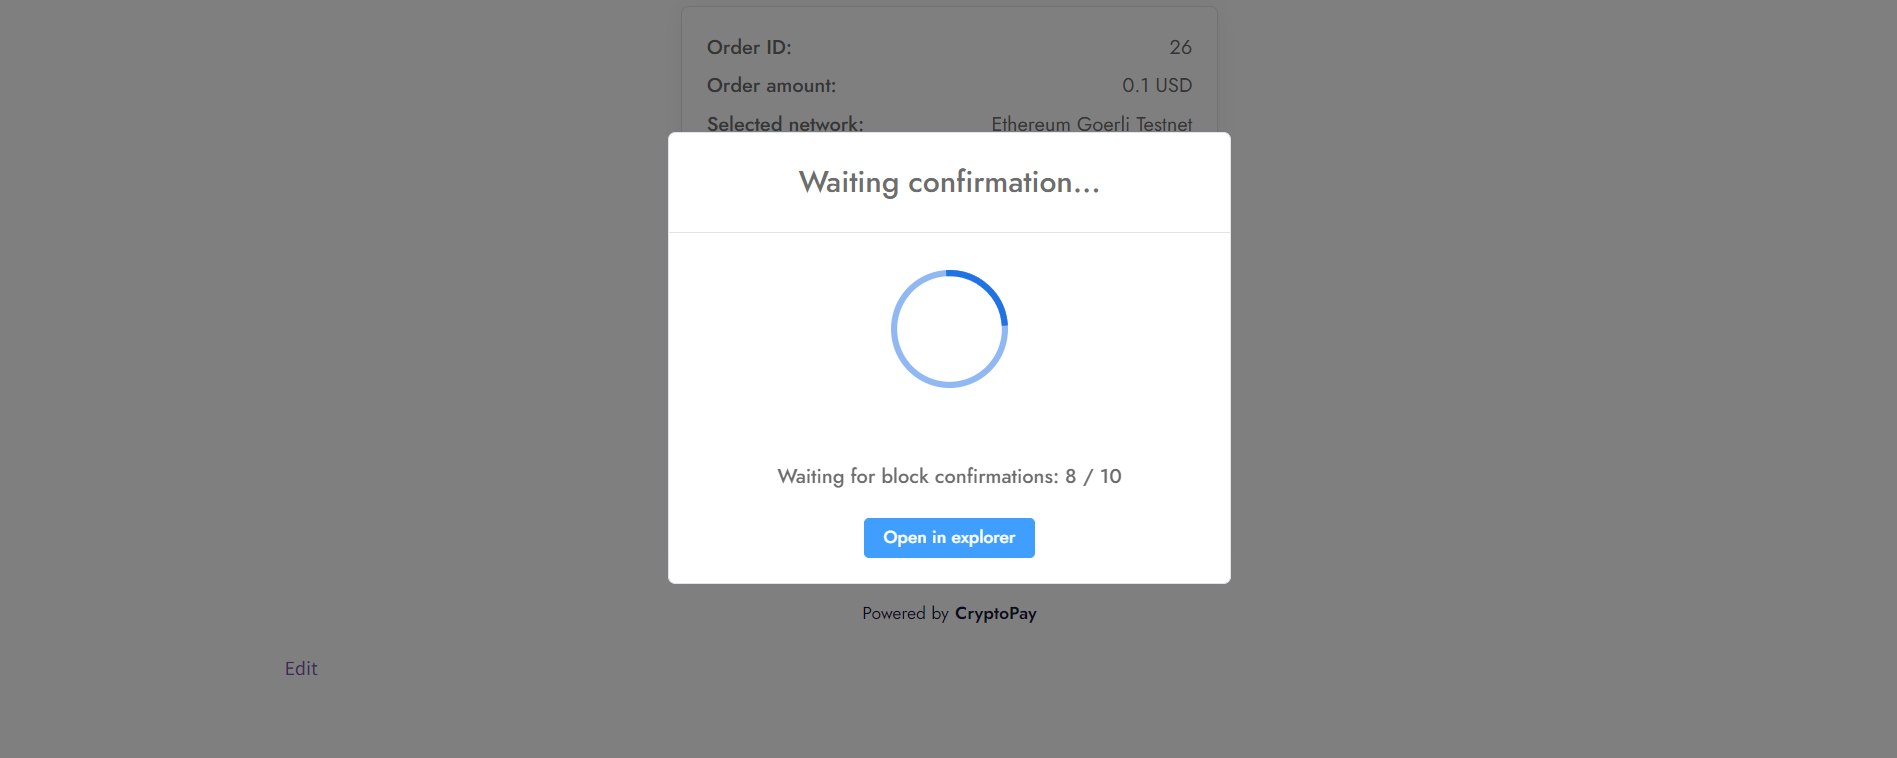 Order ID: 26
Order amount: 0.1 USD
Selected network: Ethereum Goerli Testnet
Waiting confirmation...
Waiting for block confirmations: 8 / 10
Open in explorer
Powered by CryptoPay
Edit